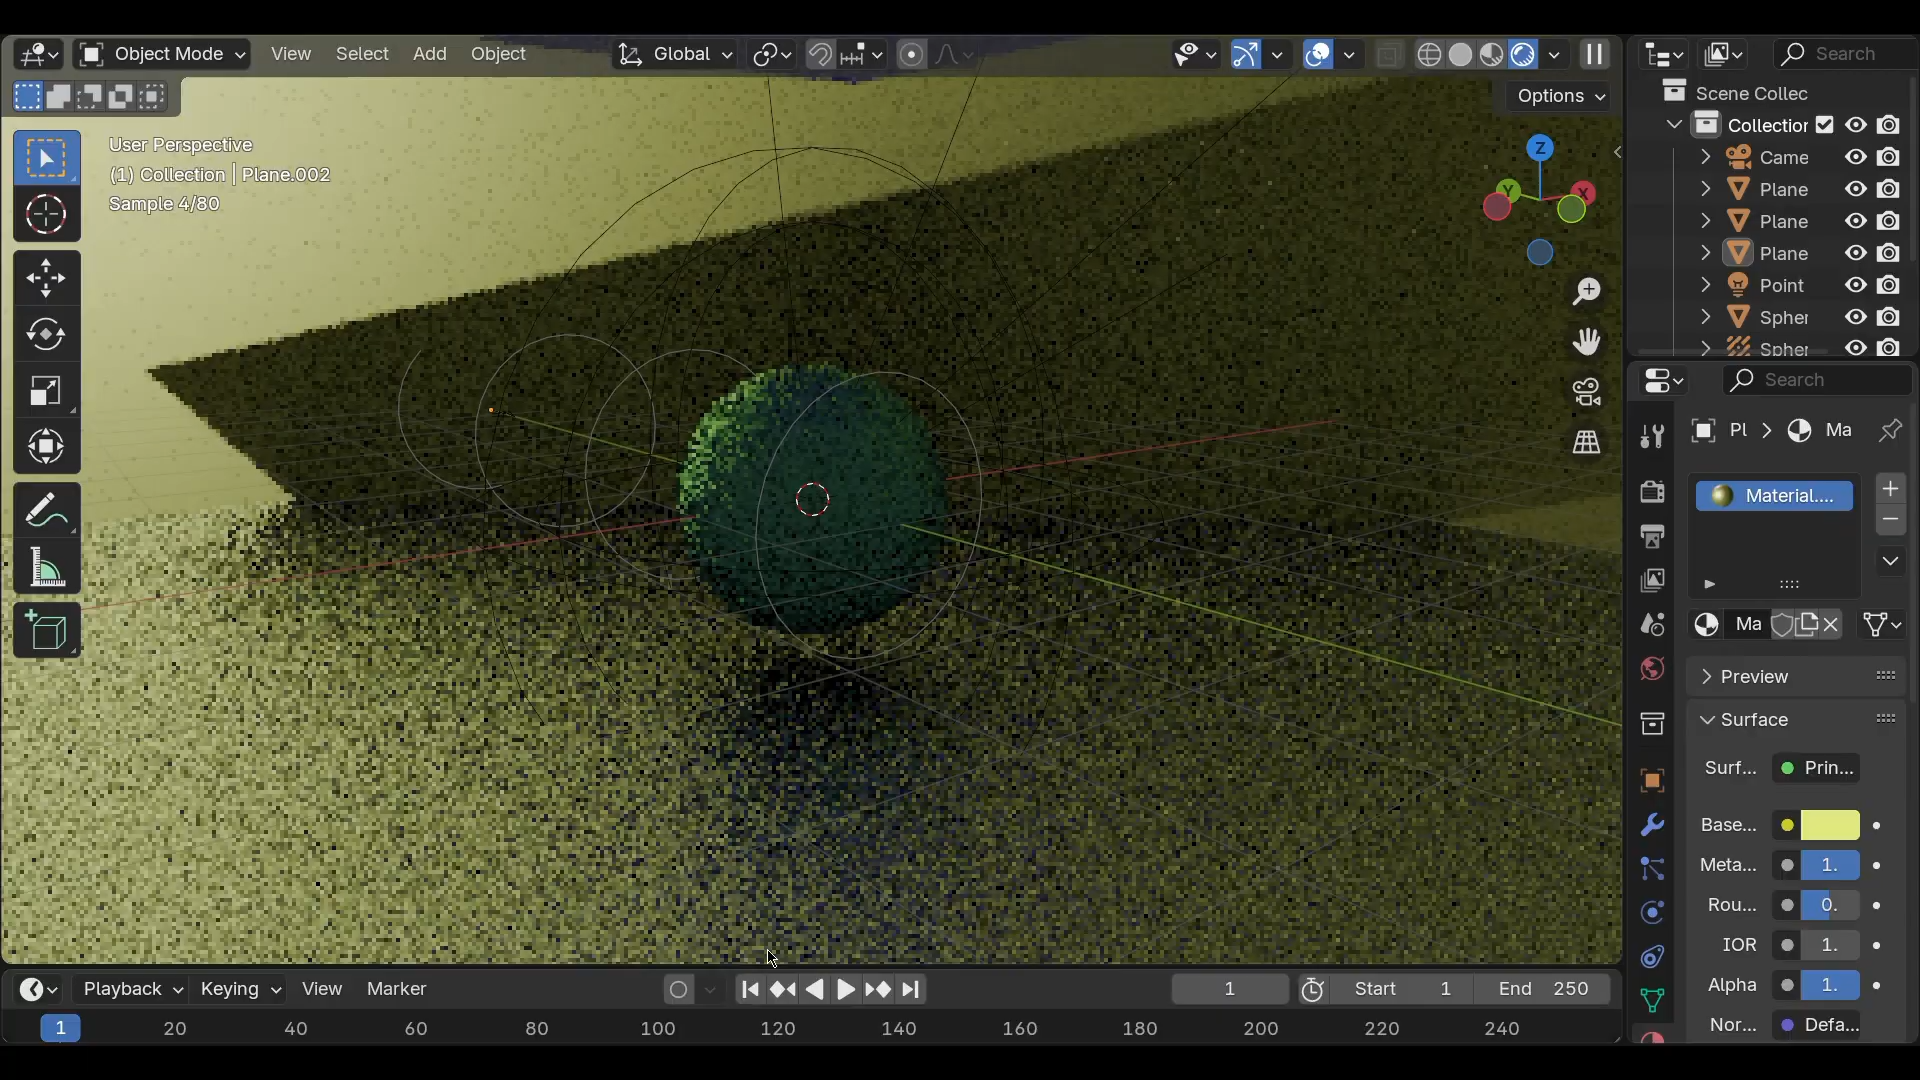 Object Mode View Select Add Object Global Search
Options
Scene Collec
Collection
User Perspective
(1) Collection | Plane.002
Sample 4/80
Z
Y X
Came
Plane
Plane
Plane
Point
Spher
Spher
Search
Pl > Ma
Material....
Ma
Preview
Surface
Surf... Prin...
Base...
Meta... 1.
Rou... 0.
IOR 1.
Alpha 1.
Nor... Defa...
Playback Keying View Marker 1 Start 1 End 250
1 20 40 60 80 100 120 140 160 180 200 220 240